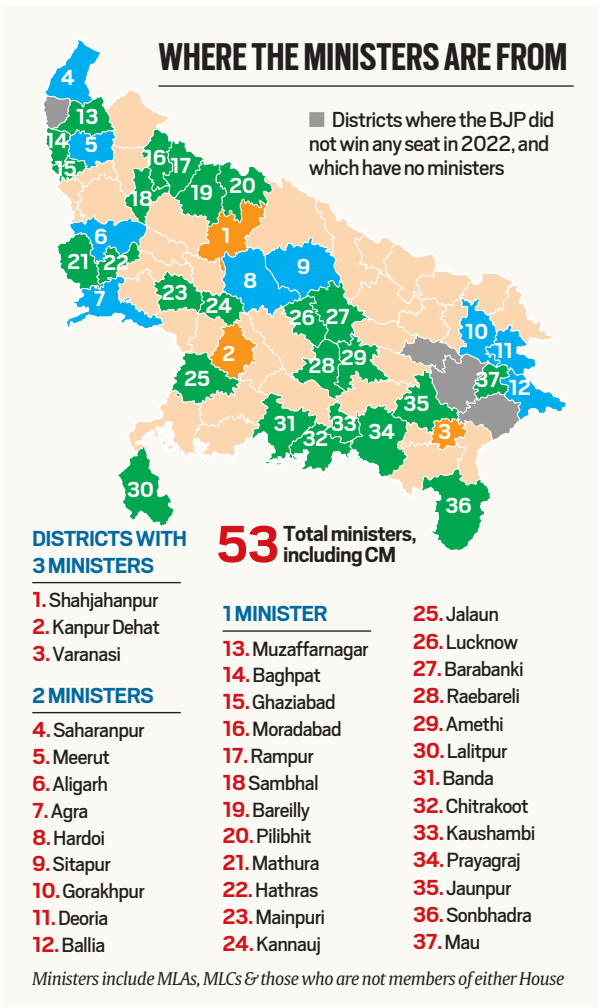 WHERE THE MINISTERS ARE FROM
Districts where the BJP did
not win any seat in 2022, and
which have no ministers
4
13
14
5
15
16
17
18
19
20
1
6
21
22
7
8
9
23
24
26
27
2
25
28
29
10
11
37
12
35
3
31
33
32
34
30
36
53 Total ministers,
including CM
DISTRICTS WITH
3 MINISTERS
1. Shahjahanpur
2. Kanpur Dehat
3. Varanasi
2 MINISTERS
4. Saharanpur
5. Meerut
6. Aligarh
7. Agra
8. Hardoi
9. Sitapur
10. Gorakhpur
11. Deoria
12. Ballia
1 MINISTER
13. Muzaffarnagar
14. Baghpat
15. Ghaziabad
16. Moradabad
17. Rampur
18 Sambhal
19. Bareilly
20. Pilibhit
21. Mathura
22. Hathras
23. Mainpuri
24. Kannauj
25. Jalaun
26. Lucknow
27. Barabanki
28. Raebareli
29. Amethi
30. Lalitpur
31. Banda
32. Chitrakoot
33. Kaushambi
34. Prayagraj
35. Jaunpur
36. Sonbhadra
37. Mau
Ministers include MLAs, MLCs & those who are not members of either House